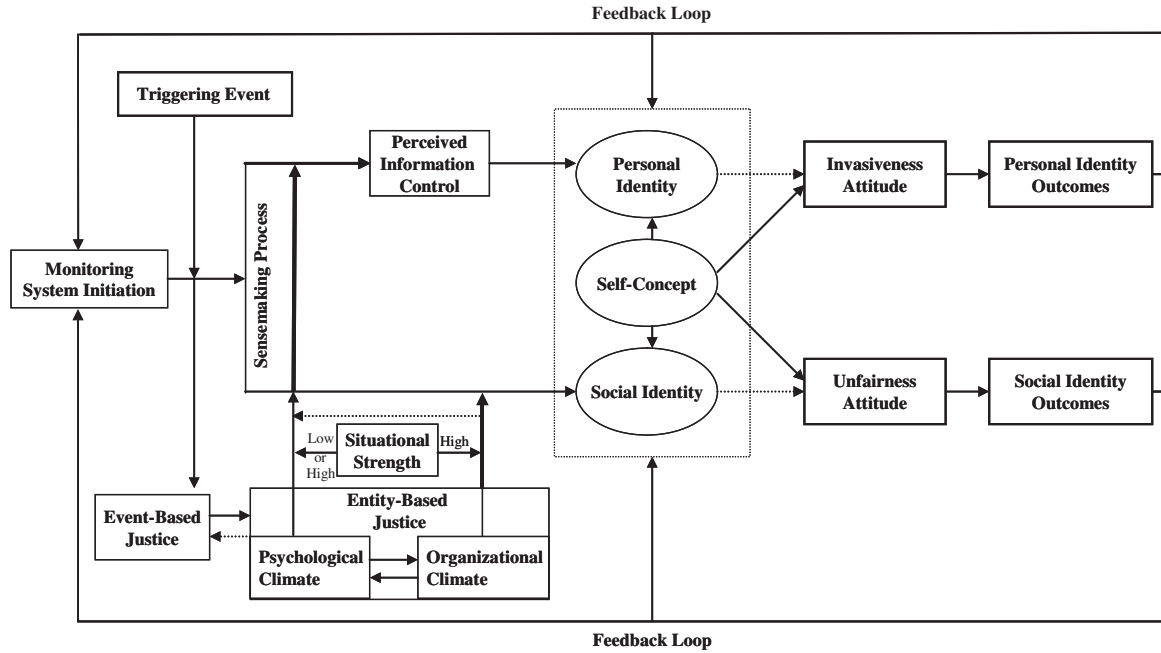 Feedback Loop
Triggering Event
Perceived
Information
Control
Personal
Identity
Invasiveness
Attitude
Personal Identity
Outcomes
Sensemaking Process
Monitoring
System Initiation
Self-Concept
Social Identity
Unfairness
Attitude
Social Identity
Outcomes
Low
or
High
Situational
Strength
High
Entity-Based
Justice
Event-Based
Justice
Psychological
Climate
Organizational
Climate
Feedback Loop